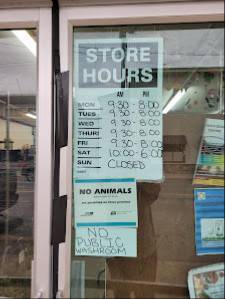 STORE
HOURS
AM PM
MON 9:30 - 8:00
TUES 9:30 - 8:00
WED 9:30 - 8:00
THUR 9:30 - 8:00
FRI 9:30 - 8:00
SAT 10:00 - 6:00
SUN CLOSED
NO ANIMALS
NO
PUBLIC
WASHROOM